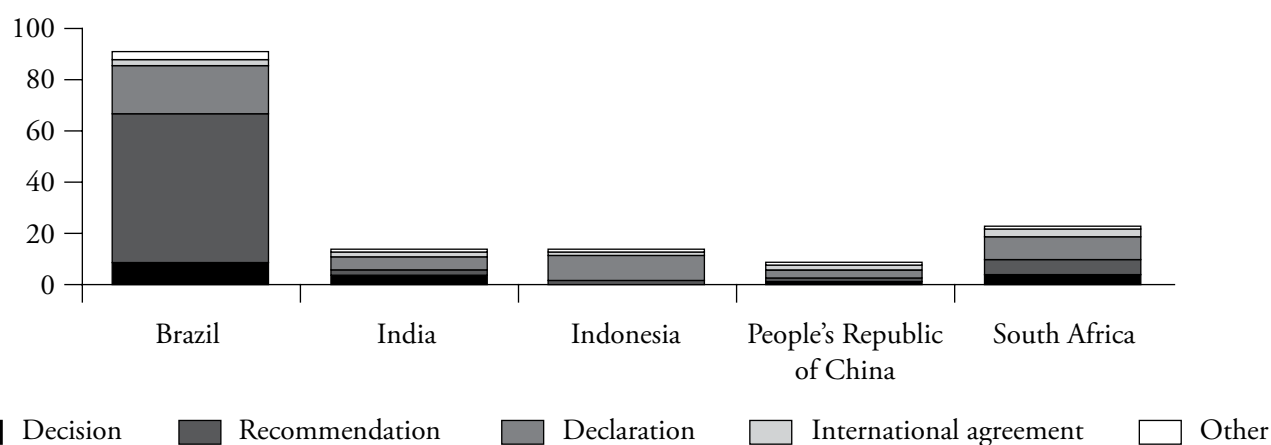 100
80
60
40
20
0
Brazil India Indonesia People’s Republic South Africa
of China
Decision Recommendation Declaration International agreement Other